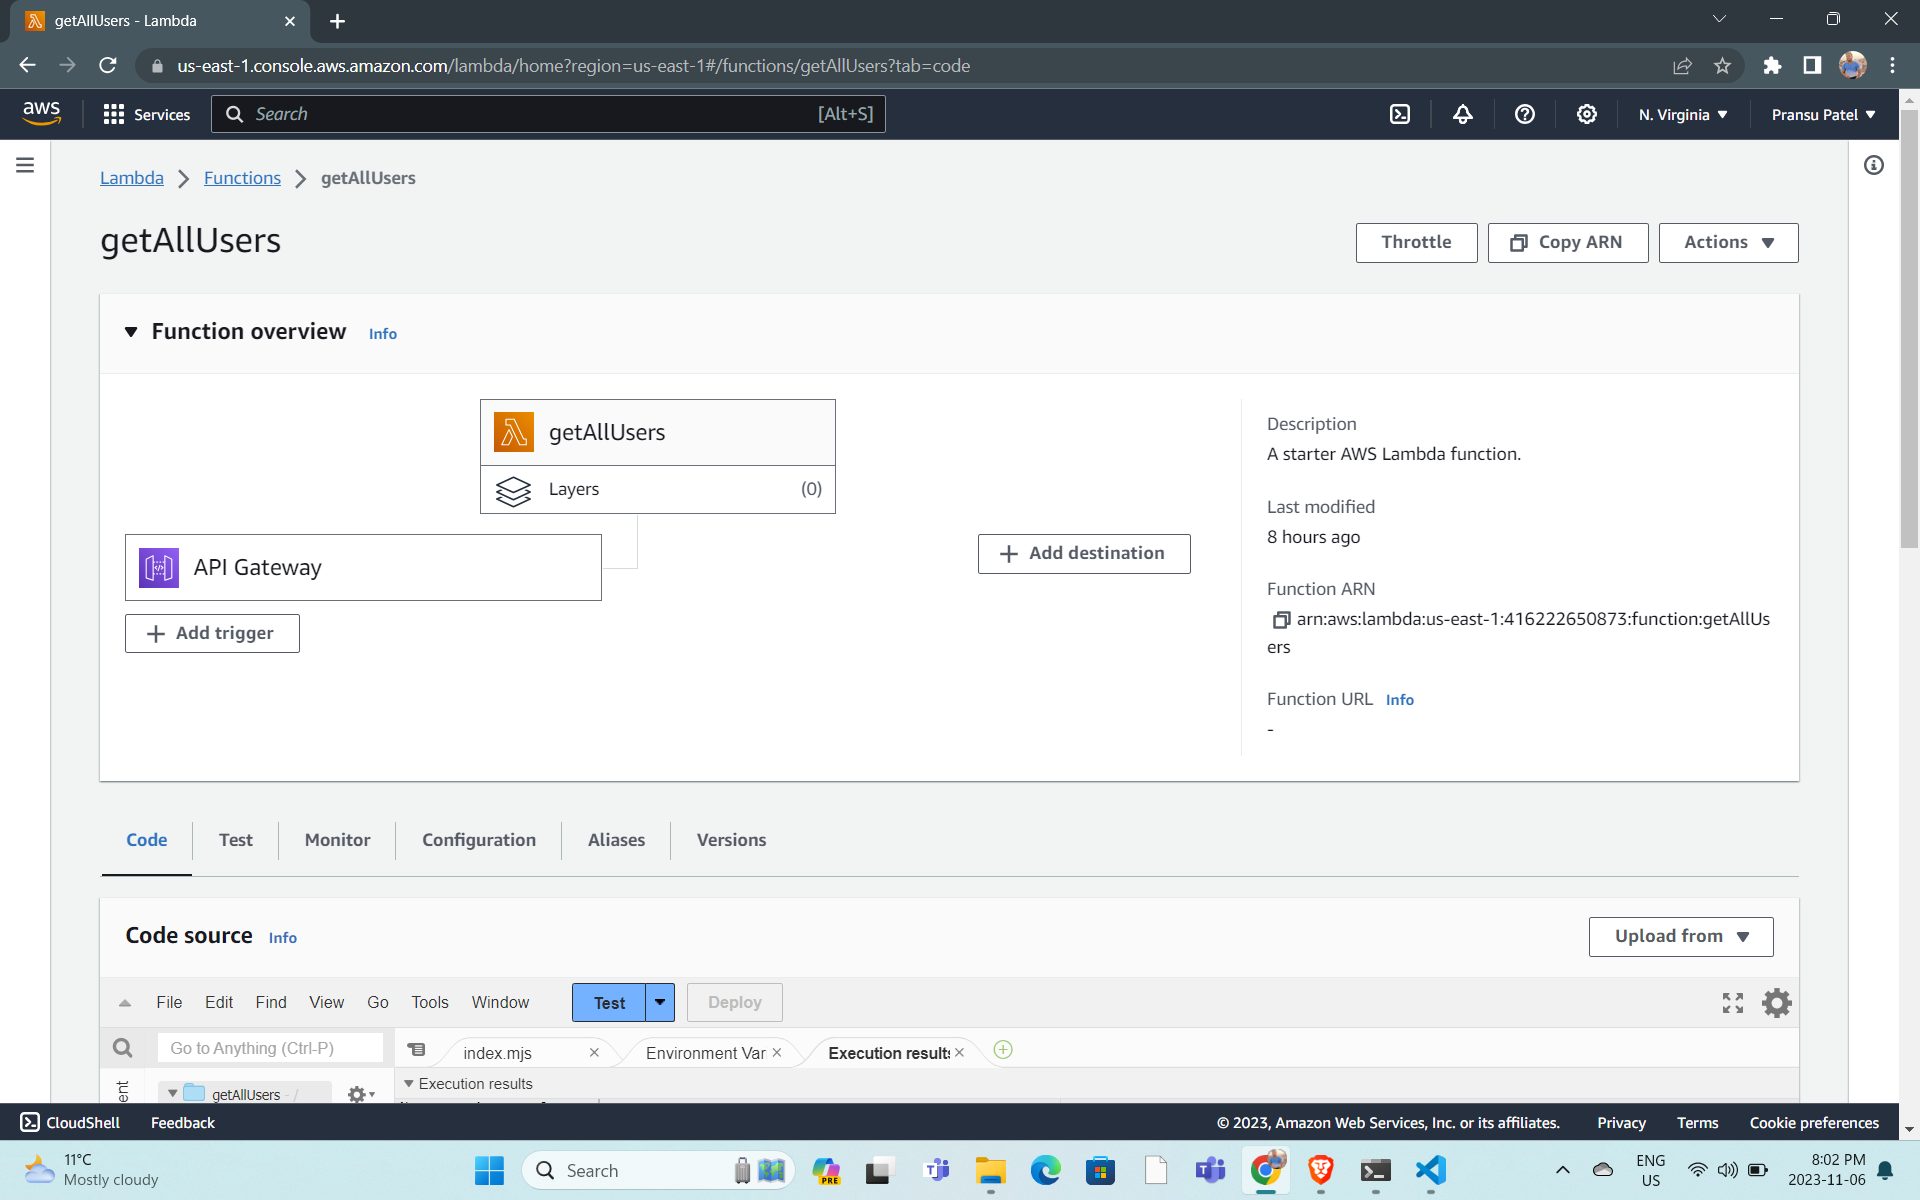 getAllUsers - Lambda
us-east-1.console.aws.amazon.com/lambda/home?region=us-east-1#/functions/getAllUsers?tab=code
aws Services Search [Alt+S] N. Virginia Pransu Patel
Lambda Functions getAllUsers
getAllUsers
Throttle Copy ARN Actions
Function overview Info
getAllUsers
Layers (0)
API Gateway
Add trigger
Add destination
Description
A starter AWS Lambda function.
Last modified
8 hours ago
Function ARN
arn:aws:lambda:us-east-1:416222650873:function:getAllUs
ers
Function URL Info
-
Code Test Monitor Configuration Aliases Versions
Code source Info Upload from
File Edit Find View Go Tools Window Test Deploy
Go to Anything (Ctrl-P) index.mjs Environment Var Execution results
getAllUsers - / Execution results
CloudShell Feedback © 2023, Amazon Web Services, Inc. or its affiliates. Privacy Terms Cookie preferences
11°C
Mostly cloudy
Search
PRE
ENG
US
8:02 PM
2023-11-06